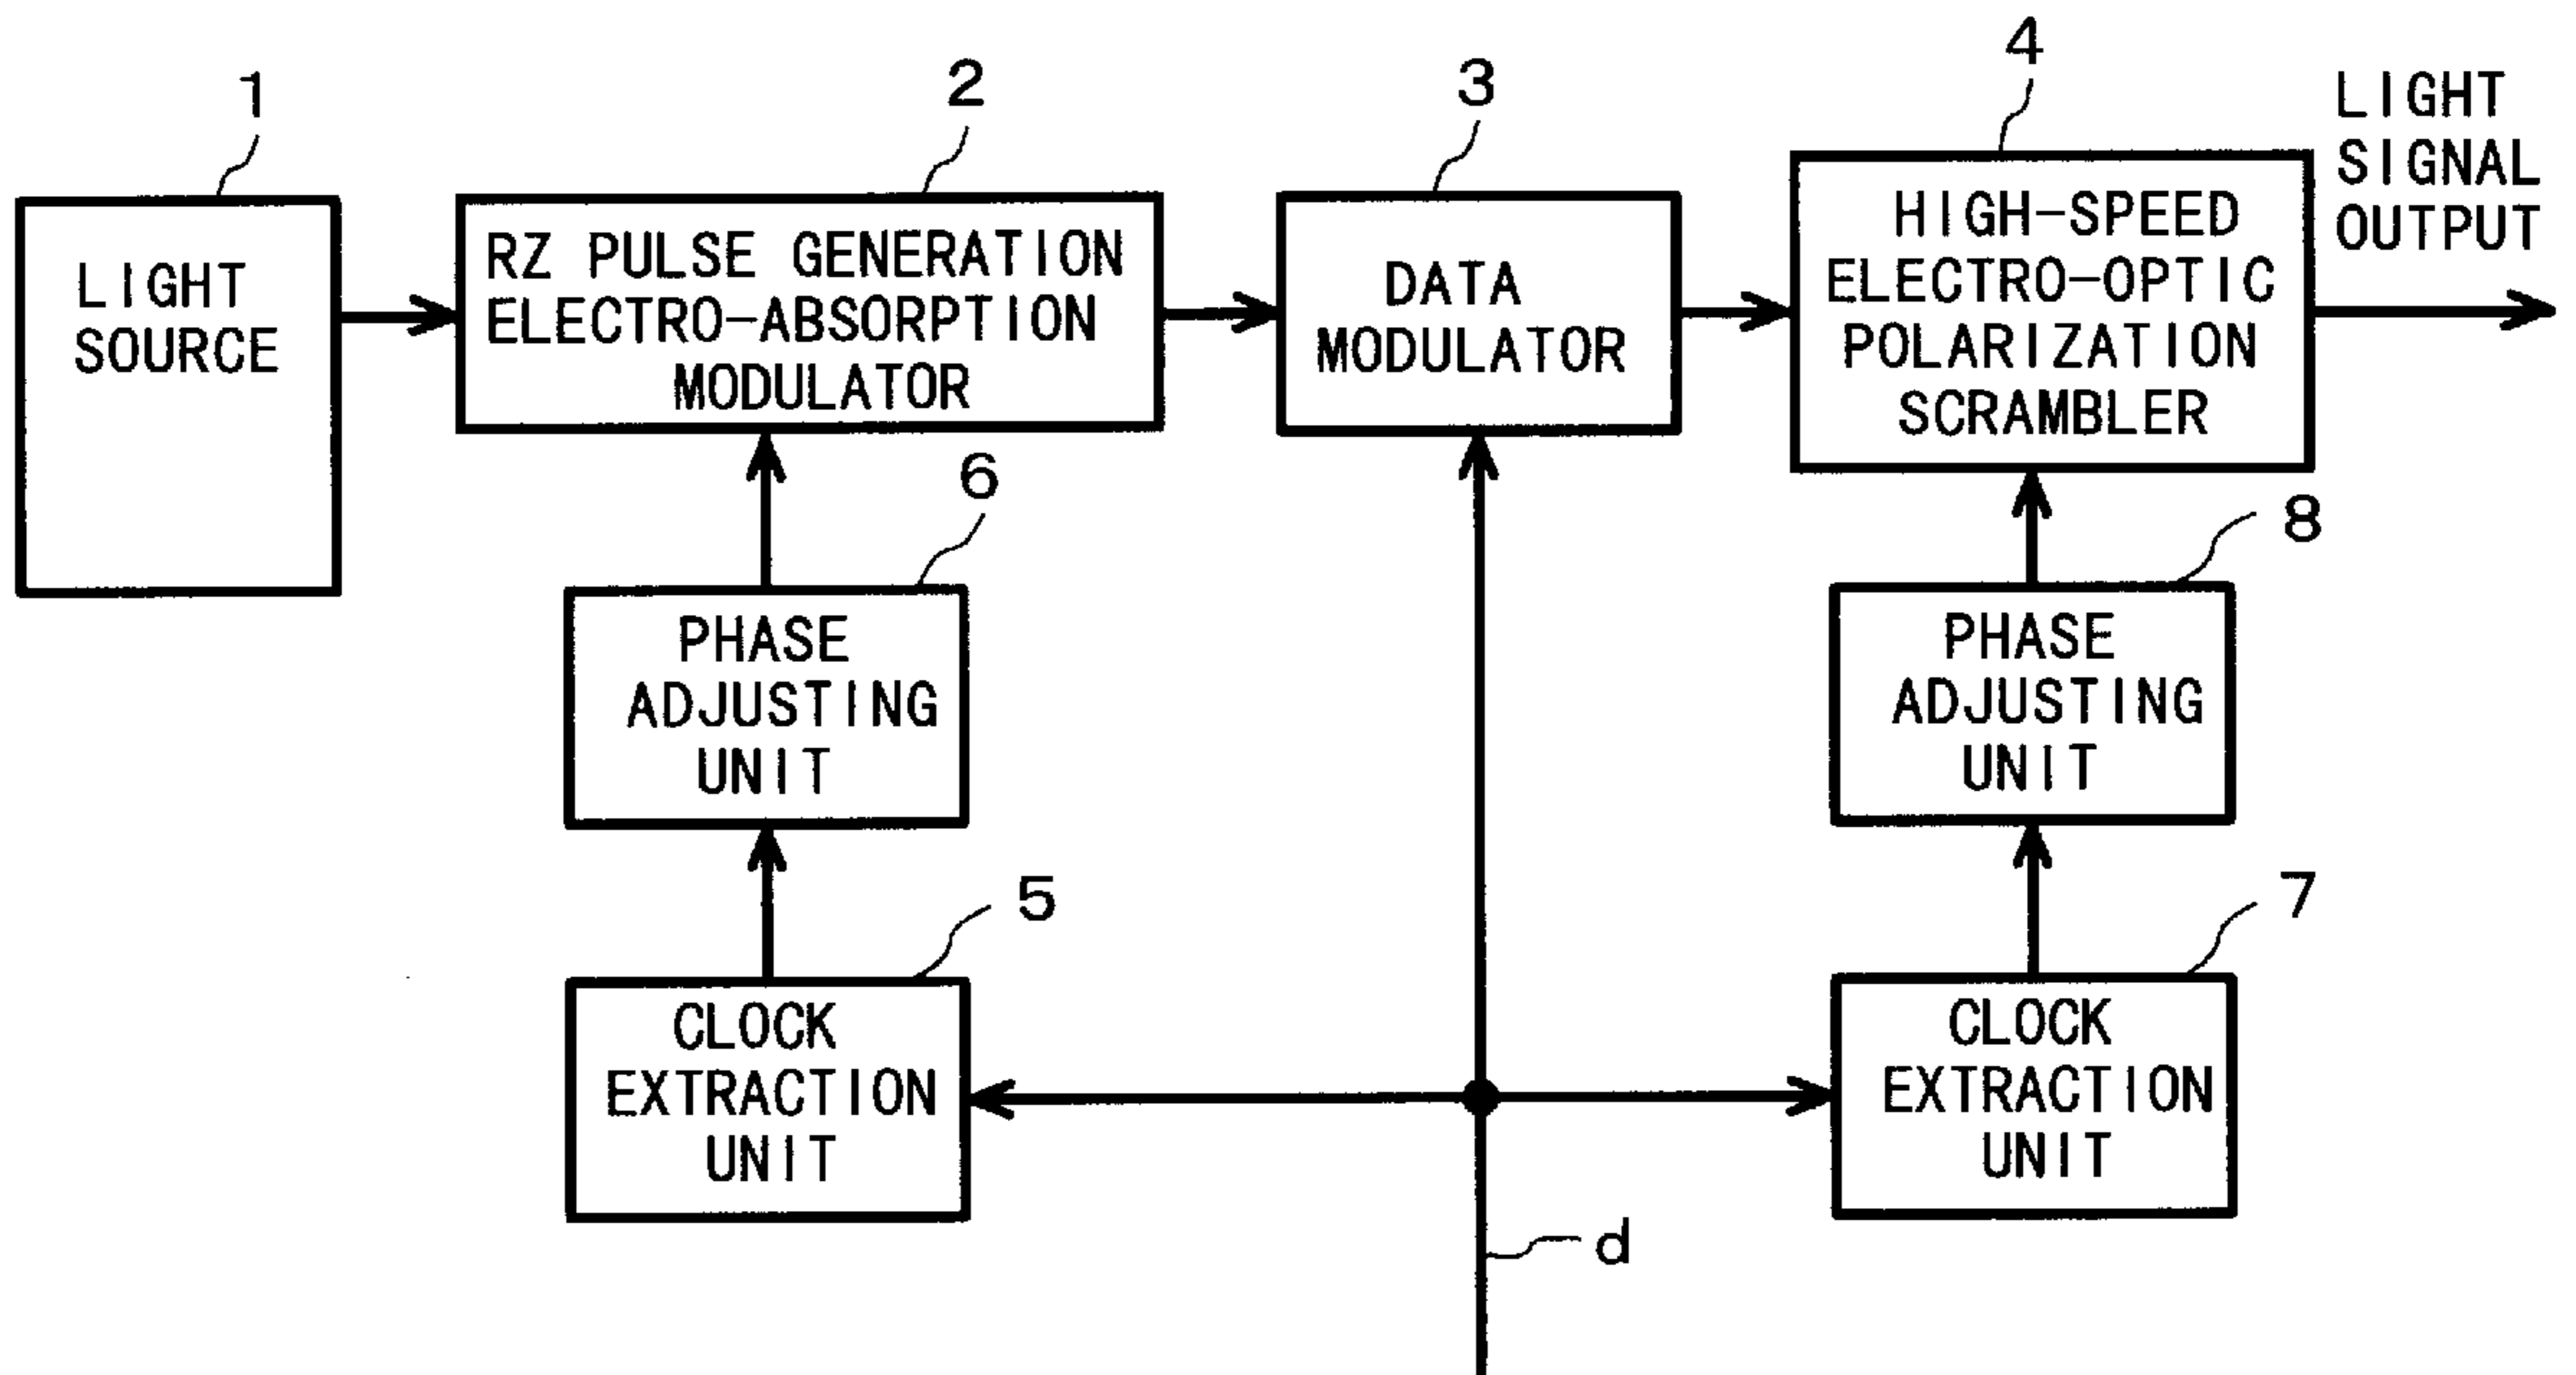 1
2
3
4
LIGHT
SIGNAL
OUTPUT
LIGHT
SOURCE
RZ PULSE GENERATION
ELECTRO-ABSORPTION
MODULATOR
DATA
MODULATOR
HIGH-SPEED
ELECTRO-OPTIC
POLARIZATION
SCRAMBLER
6
PHASE
ADJUSTING
UNIT
8
PHASE
ADJUSTING
UNIT
5
CLOCK
EXTRACTION
UNIT
7
CLOCK
EXTRACTION
UNIT
d